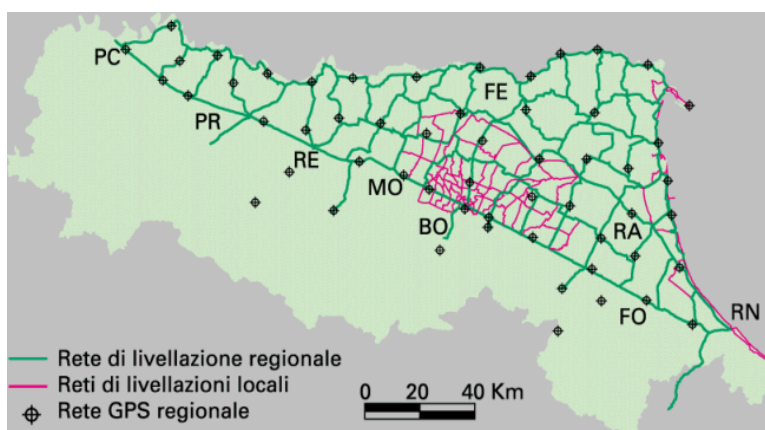 PC
FE
PR
RE
MO
BO
RA
FO
RN
Rete di livellazione regionale
Reti di livellazioni locali
Rete GPS regionale
0 20 40 Km